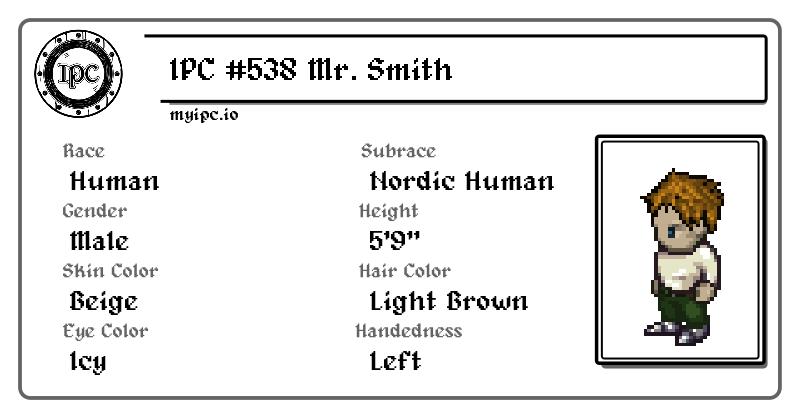 IPC
IPC #538 Mr. Smith
myipc.io
Race
Human
Subrace
Nordic Human
Gender
Male
Height
5'9"
Skin Color
Beige
Hair Color
Light Brown
Eye Color
Icy
Handedness
Left